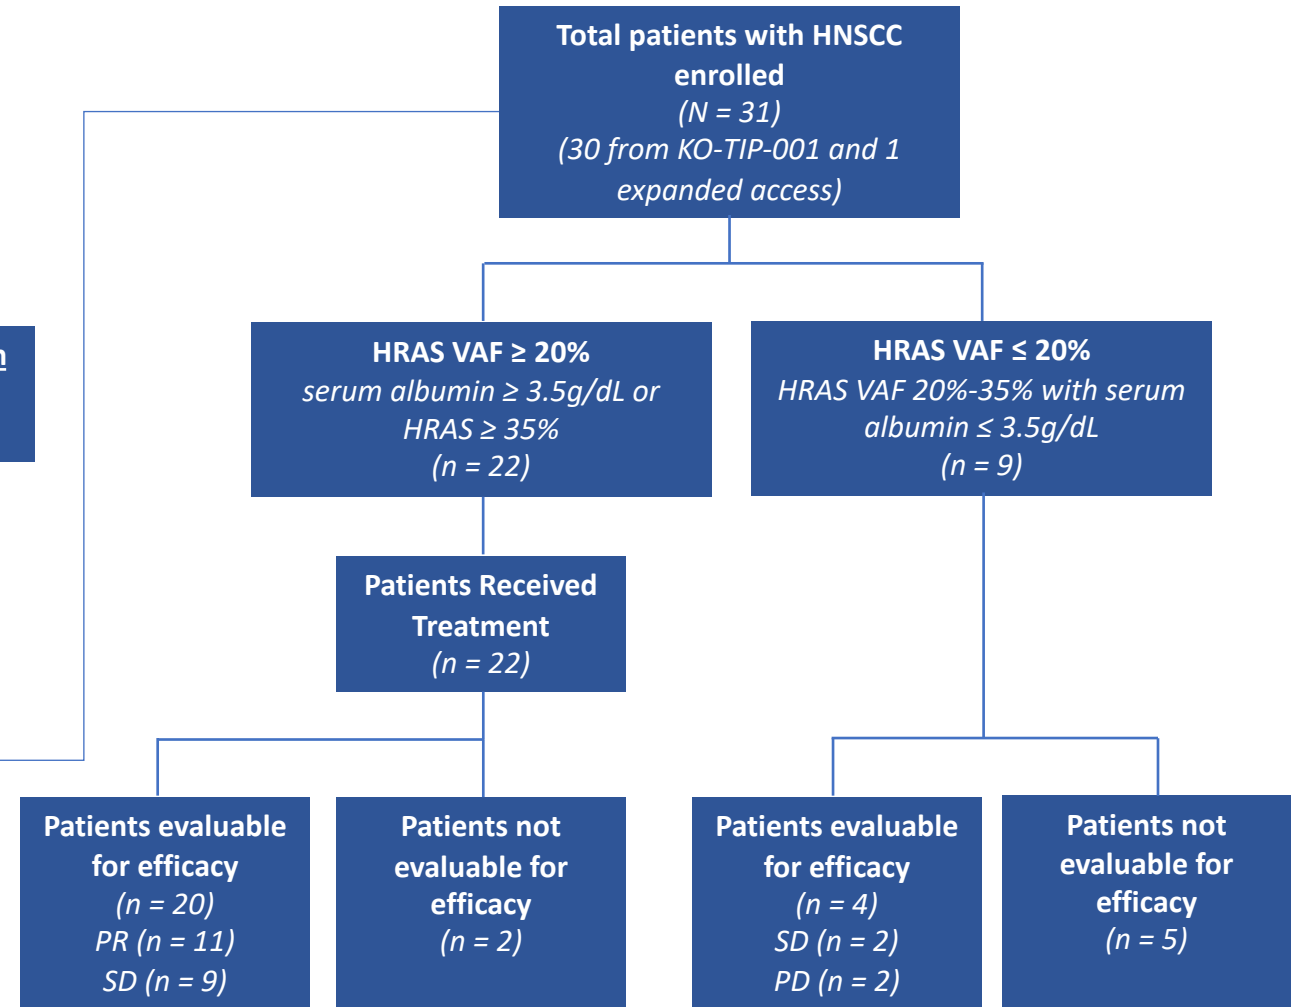 Total patients with HNSCC
enrolled
(N = 31)
(30 from KO-TIP-001 and 1
expanded access)
n
HRAS VAF ≥ 20%
serum albumin ≥ 3.5g/dL or
HRAS ≥ 35%
(n = 22)
HRAS VAF ≤ 20%
HRAS VAF 20%-35% with serum
albumin ≤ 3.5g/dL
(n = 9)
Patients Received
Treatment
(n = 22)
Patients evaluable
for efficacy
(n = 20)
PR (n = 11)
SD (n = 9)
Patients not
evaluable for
efficacy
(n = 2)
Patients evaluable
for efficacy
(n = 4)
SD (n = 2)
PD (n = 2)
Patients not
evaluable for
efficacy
(n = 5)